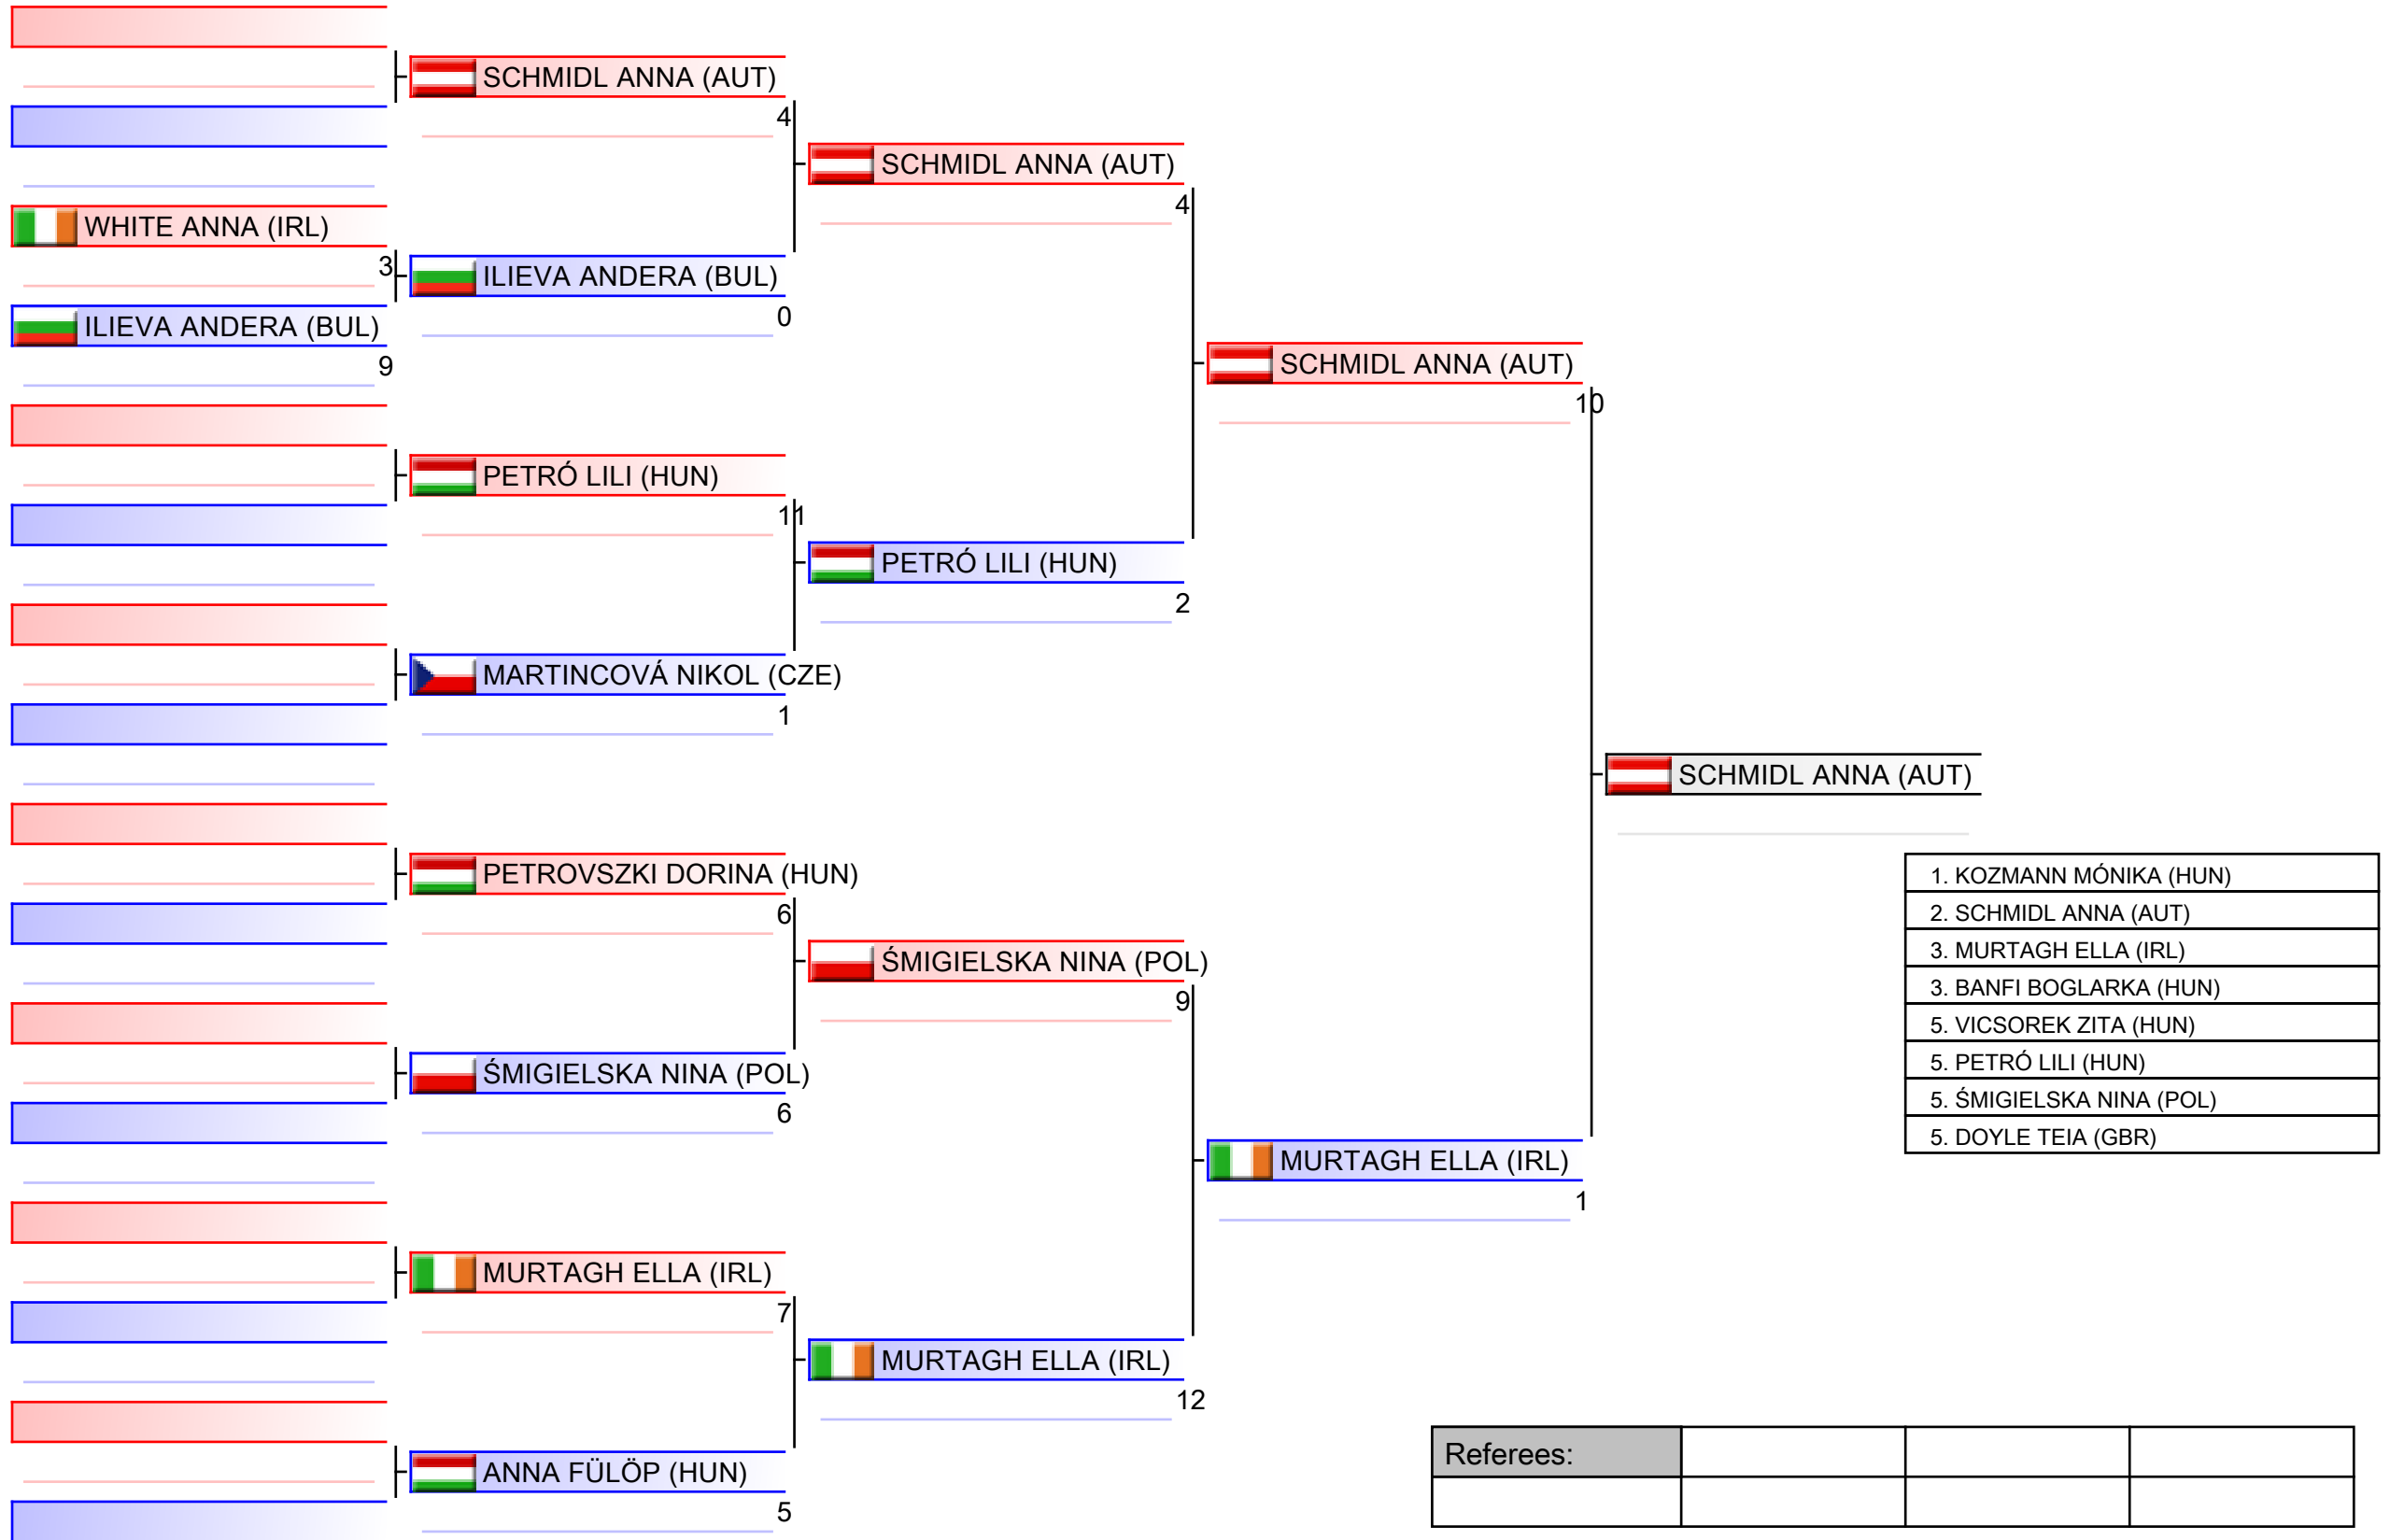 SCHMIDL ANNA (AUT)
4
SCHMIDL ANNA (AUT)
4
WHITE ANNA (IRL)
3
ILIEVA ANDERA (BUL)
0
ILIEVA ANDERA (BUL)
9
SCHMIDL ANNA (AUT)
10
PETRÓ LILI (HUN)
11
PETRÓ LILI (HUN)
2
MARTINCOVÁ NIKOL (CZE)
1
SCHMIDL ANNA (AUT)
PETROVSZKI DORINA (HUN)
6
ŚMIGIELSKA NINA (POL)
9
ŚMIGIELSKA NINA (POL)
6
MURTAGH ELLA (IRL)
1
MURTAGH ELLA (IRL)
7
MURTAGH ELLA (IRL)
12
ANNA FÜLÖP (HUN)
5
1. KOZMANN MÓNIKA (HUN)
2. SCHMIDL ANNA (AUT)
3. MURTAGH ELLA (IRL)
3. BANFI BOGLARKA (HUN)
5. VICSOREK ZITA (HUN)
5. PETRÓ LILI (HUN)
5. ŚMIGIELSKA NINA (POL)
5. DOYLE TEIA (GBR)
Referees: